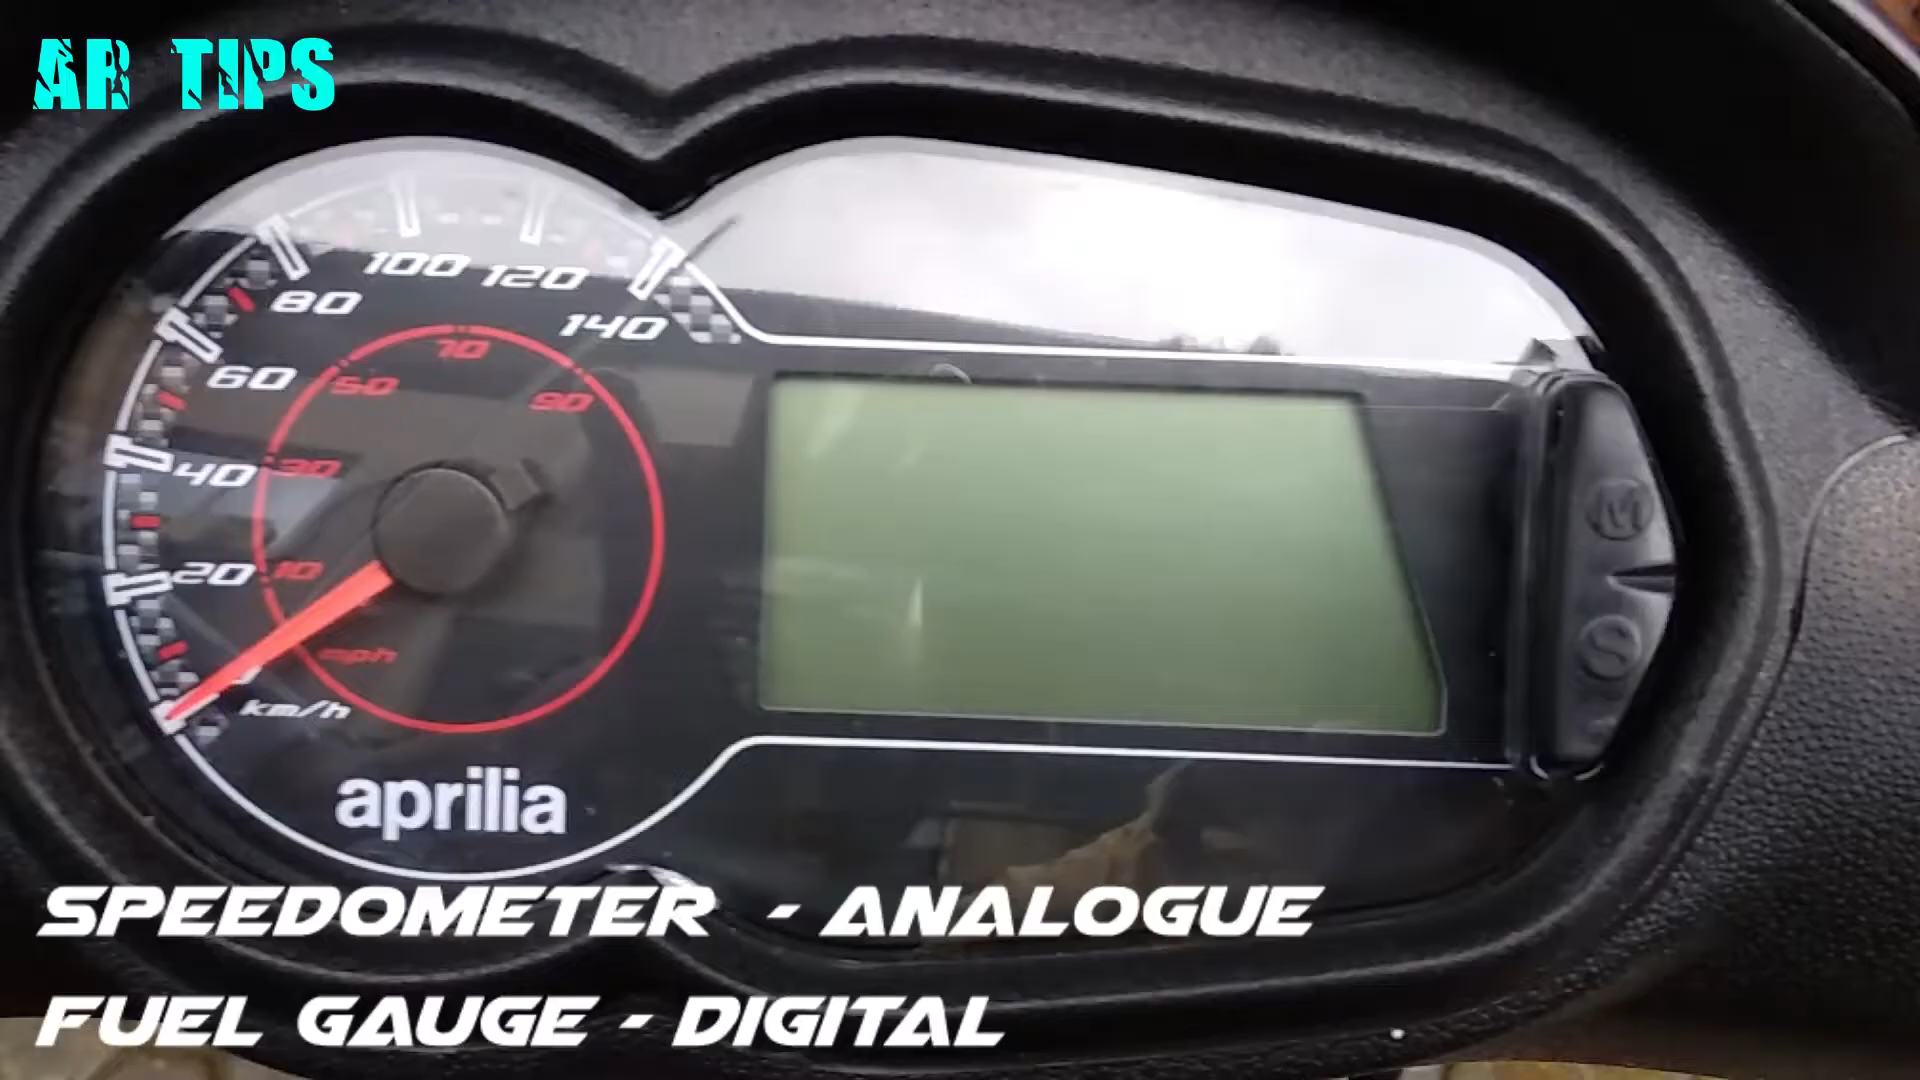 AR TIPS
100 120
80
140
60
70
50
90
40
30
20
10
mph
km/h
aprilia
M
S
SPEEDOMETER - ANALOGUE
FUEL GAUGE - DIGITAL